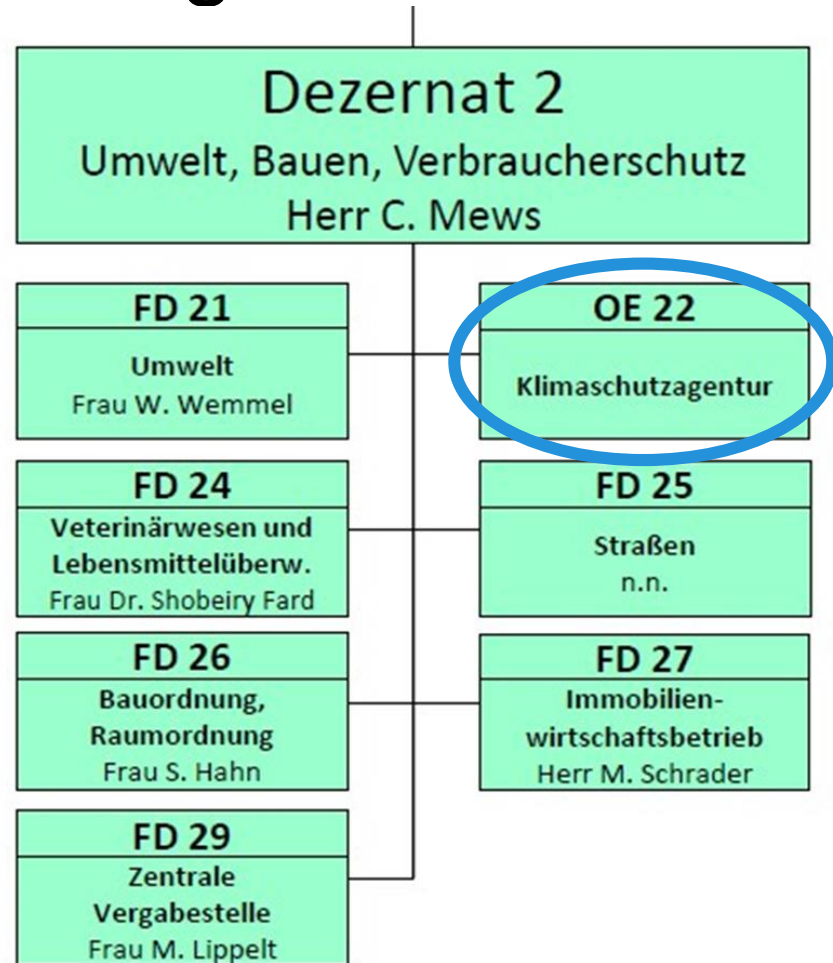 Dezernat 2
Umwelt, Bauen, Verbraucherschutz
Herr C. Mews
FD 21
Umwelt
Frau W. Wemmel
OE 22
Klimaschutzagentur
FD 24
Veterinärwesen und
Lebensmittelüberw.
Frau Dr. Shobeiry Fard
FD 25
Straßen
n.n.
FD 26
Bauordnung,
Raumordnung
Frau S. Hahn
FD 27
Immobilien-
wirtschaftsbetrieb
Herr M. Schrader
FD 29
Zentrale
Vergabestelle
Frau M. Lippelt